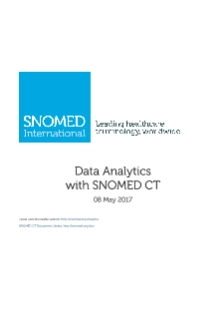 SNOMED
International
Leading healthcare
terminology, worldwide
Data Analytics
with SNOMED CT
08 May 2017